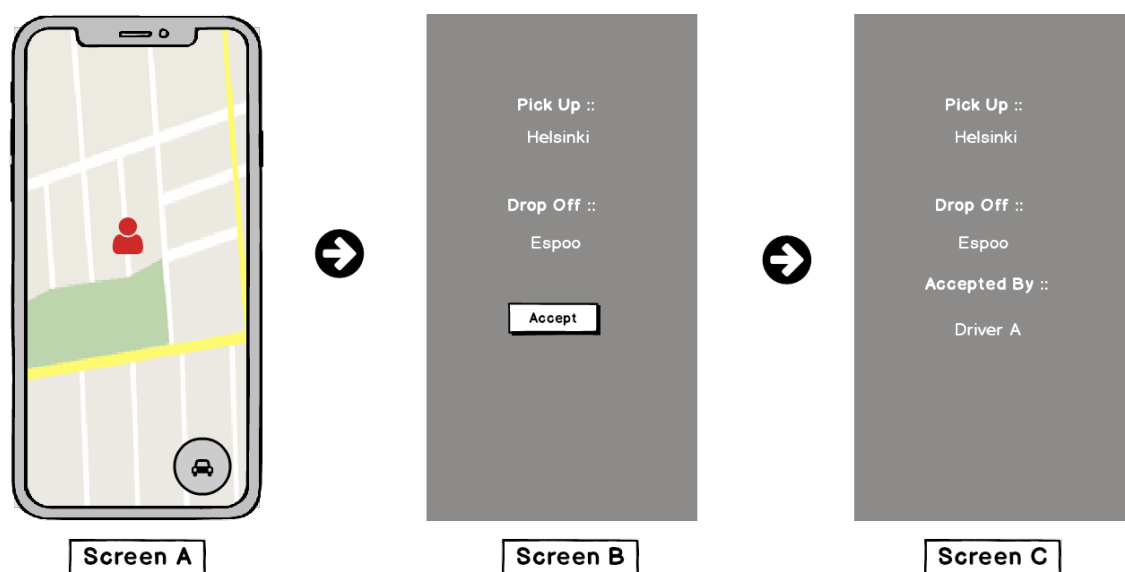 Screen A
Pick Up ::
Helsinki
Drop Off ::
Espoo
Accept
Screen B
Pick Up ::
Helsinki
Drop Off ::
Espoo
Accepted By ::
Driver A
Screen C